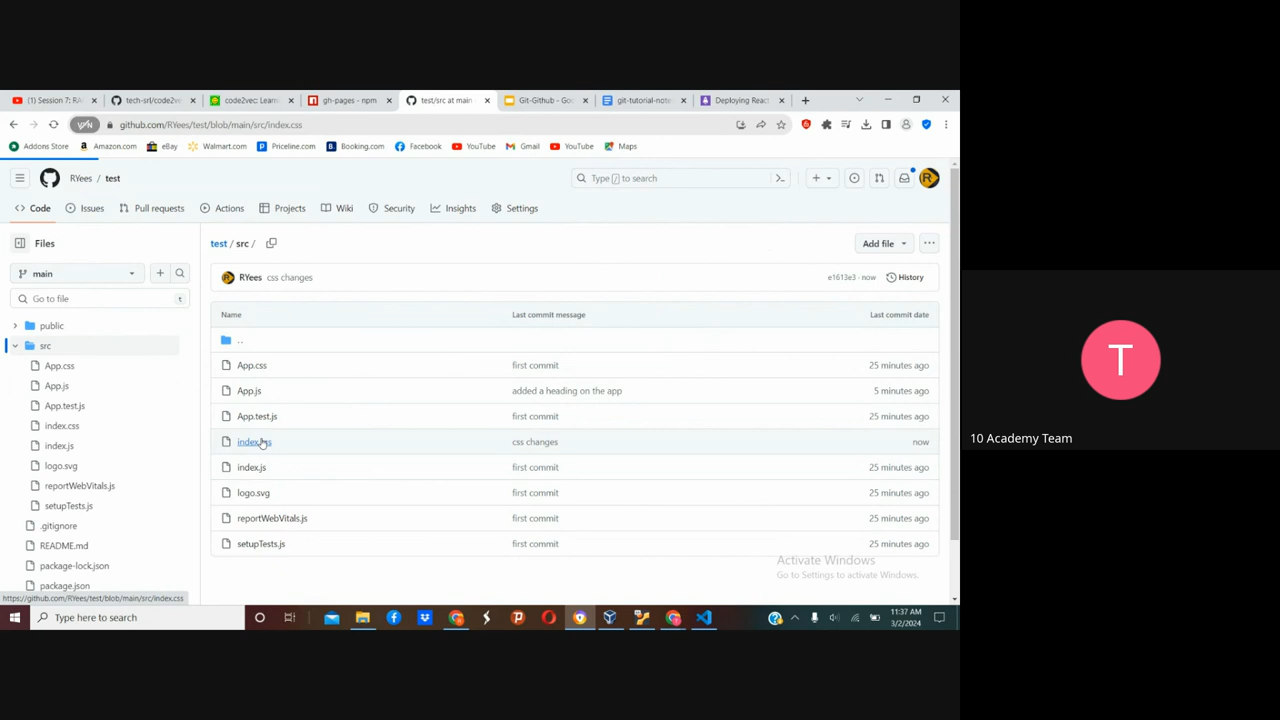 (1) Session 7: RA
tech-srl/code2ve
code2vec: Learn
gh-pages - npm
test/src at main
Git-Github - Goo
git-tutorial-note
Deploying React
github.com/RYees/test/blob/main/src/index.css
Addons Store
Amazon.com
eBay
Walmart.com
Priceline.com
Booking.com
Facebook
YouTube
Gmail
YouTube
Maps
RYees / test
Type / to search
Code
Issues
Pull requests
Actions
Projects
Wiki
Security
Insights
Settings
Files
main
Go to file
t
public
src
App.css
App.js
App.test.js
index.css
index.js
logo.svg
reportWebVitals.js
setupTests.js
.gitignore
README.md
package-lock.json
package.json
https://github.com/RYees/test/blob/main/src/index.css
test / src /
Add file
RYees css changes
e1613e3 · now
History
Name Last commit message Last commit date
..
App.css first commit 25 minutes ago
App.js added a heading on the app 5 minutes ago
App.test.js first commit 25 minutes ago
index.css css changes now
index.js first commit 25 minutes ago
logo.svg first commit 25 minutes ago
reportWebVitals.js first commit 25 minutes ago
setupTests.js first commit 25 minutes ago
Activate Windows
Go to Settings to activate Windows.
Type here to search
11:37 AM
3/2/2024
T
10 Academy Team